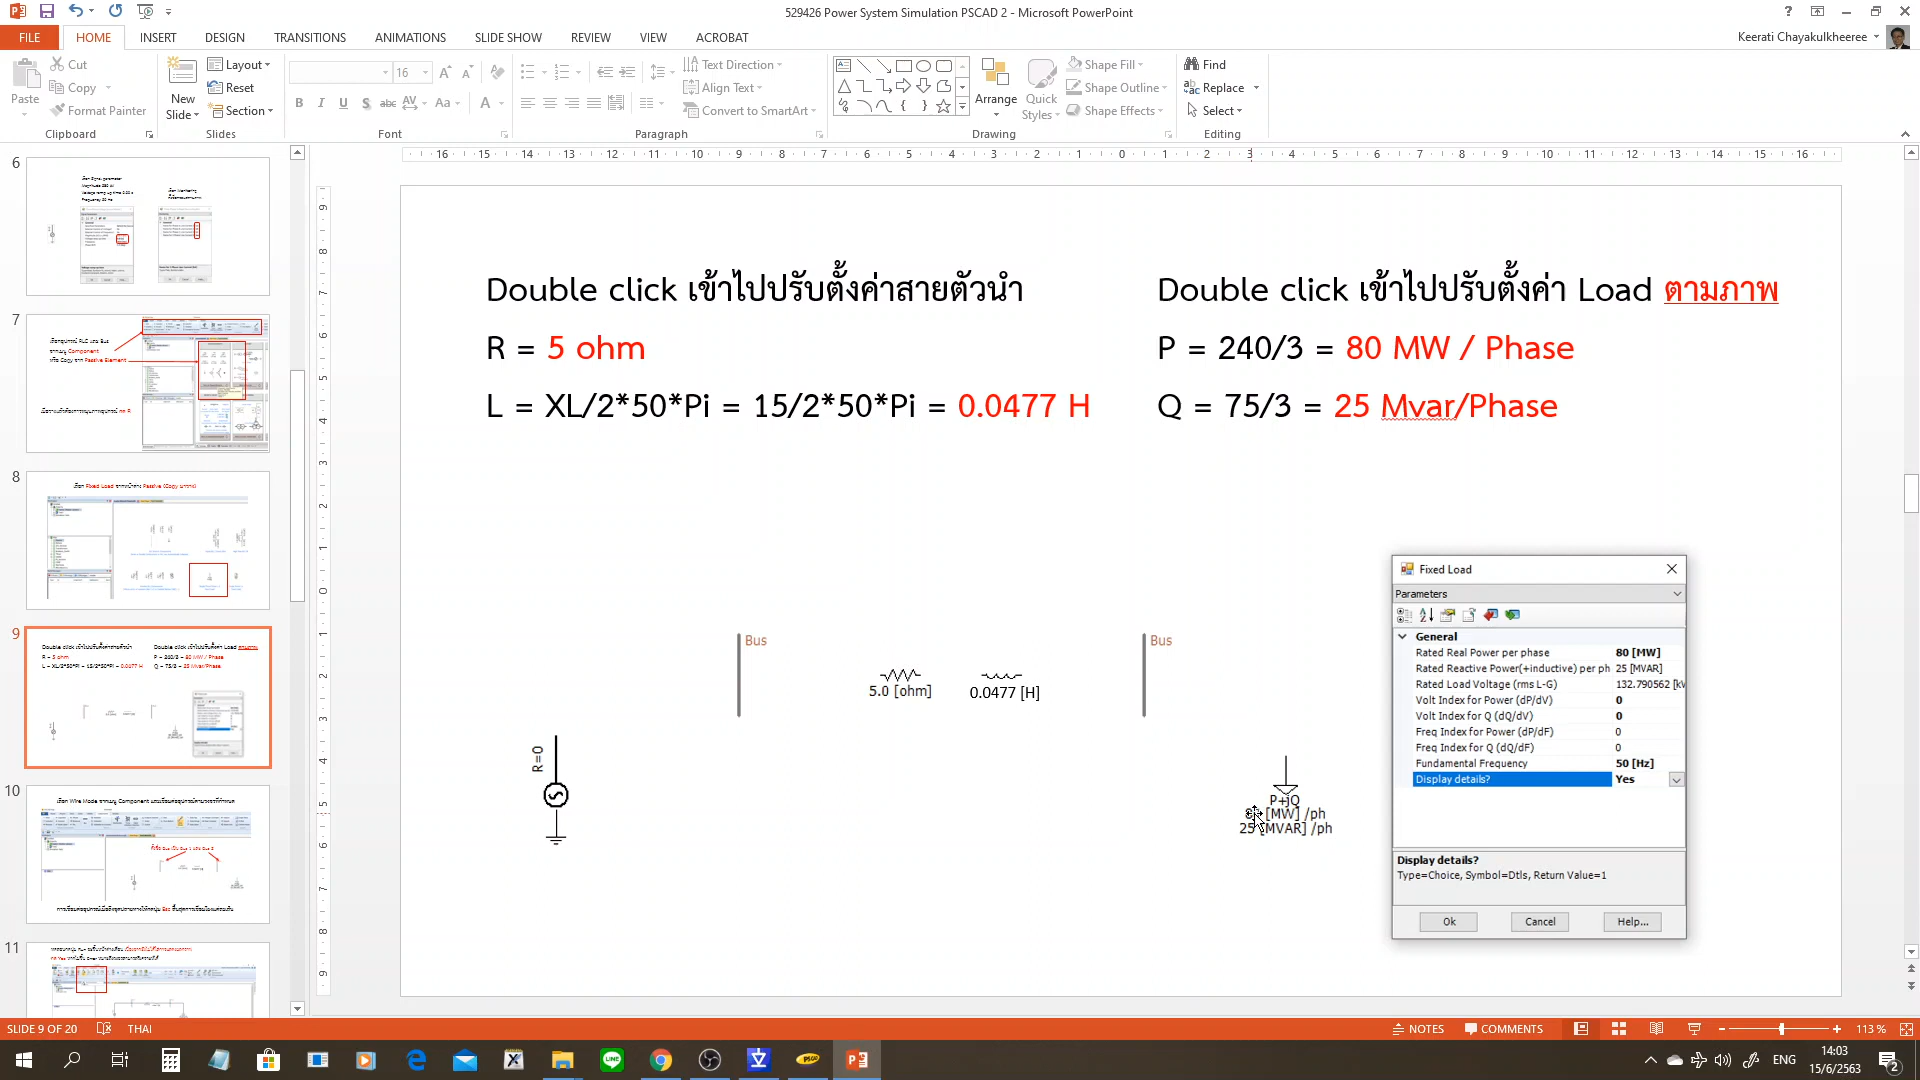 529426 Power System Simulation PSCAD 2 - Microsoft PowerPoint
FILE HOME INSERT DESIGN TRANSITIONS ANIMATIONS SLIDE SHOW REVIEW VIEW ACROBAT
Keerati Chayakulkheeree
Paste
Cut
Copy
Format Painter
Clipboard
New
Slide
Layout
Reset
Section
Slides
16
Font
Text Direction
Align Text
Convert to SmartArt
Paragraph
Arrange
Quick
Styles
Shape Fill
Shape Outline
Shape Effects
Drawing
Find
Replace
Select
Editing
6
7
8
9
10
11
Double click เข้าไปปรับตั้งค่าสายตัวนำ
R = 5 ohm
L = XL/2*50*Pi = 15/2*50*Pi = 0.0477 H
Double click เข้าไปปรับตั้งค่า Load ตามภาพ
P = 240/3 = 80 MW / Phase
Q = 75/3 = 25 Mvar/Phase
Bus
Bus
5.0 [ohm]
0.0477 [H]
R=0
P+jQ
[MW] /ph
25 [MVAR] /ph
Fixed Load
Parameters
General
Rated Real Power per phase 80 [MW]
Rated Reactive Power(+inductive) per ph 25 [MVAR]
Rated Load Voltage (rms L-G) 132.790562 [kV
Volt Index for Power (dP/dV) 0
Volt Index for Q (dQ/dV) 0
Freq Index for Power (dP/dF) 0
Freq Index for Q (dQ/dF) 0
Fundamental Frequency 50 [Hz]
Display details? Yes
Display details?
Type=Choice, Symbol=Dtls, Return Value=1
Ok Cancel Help...
SLIDE 9 OF 20 THAI
NOTES COMMENTS 113 %
ENG
14:03
15/6/2563
2